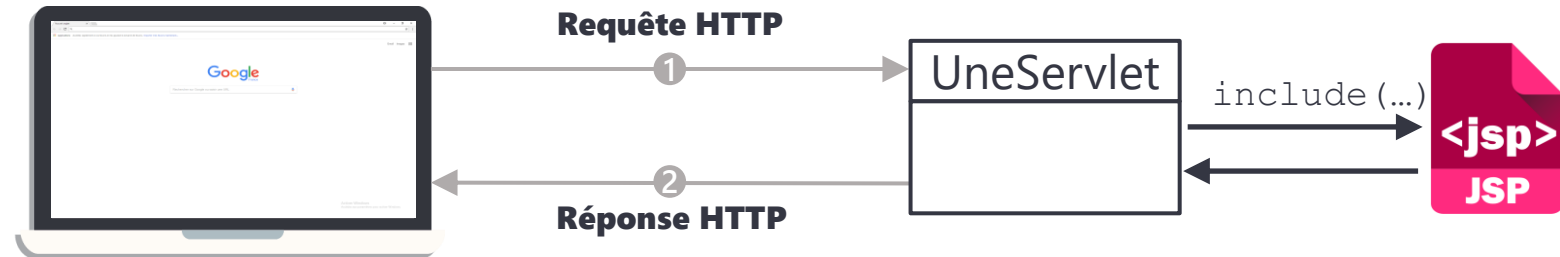 Google
Requête HTTP
1
2
Réponse HTTP
UneServlet
include(…)
<jsp>
JSP